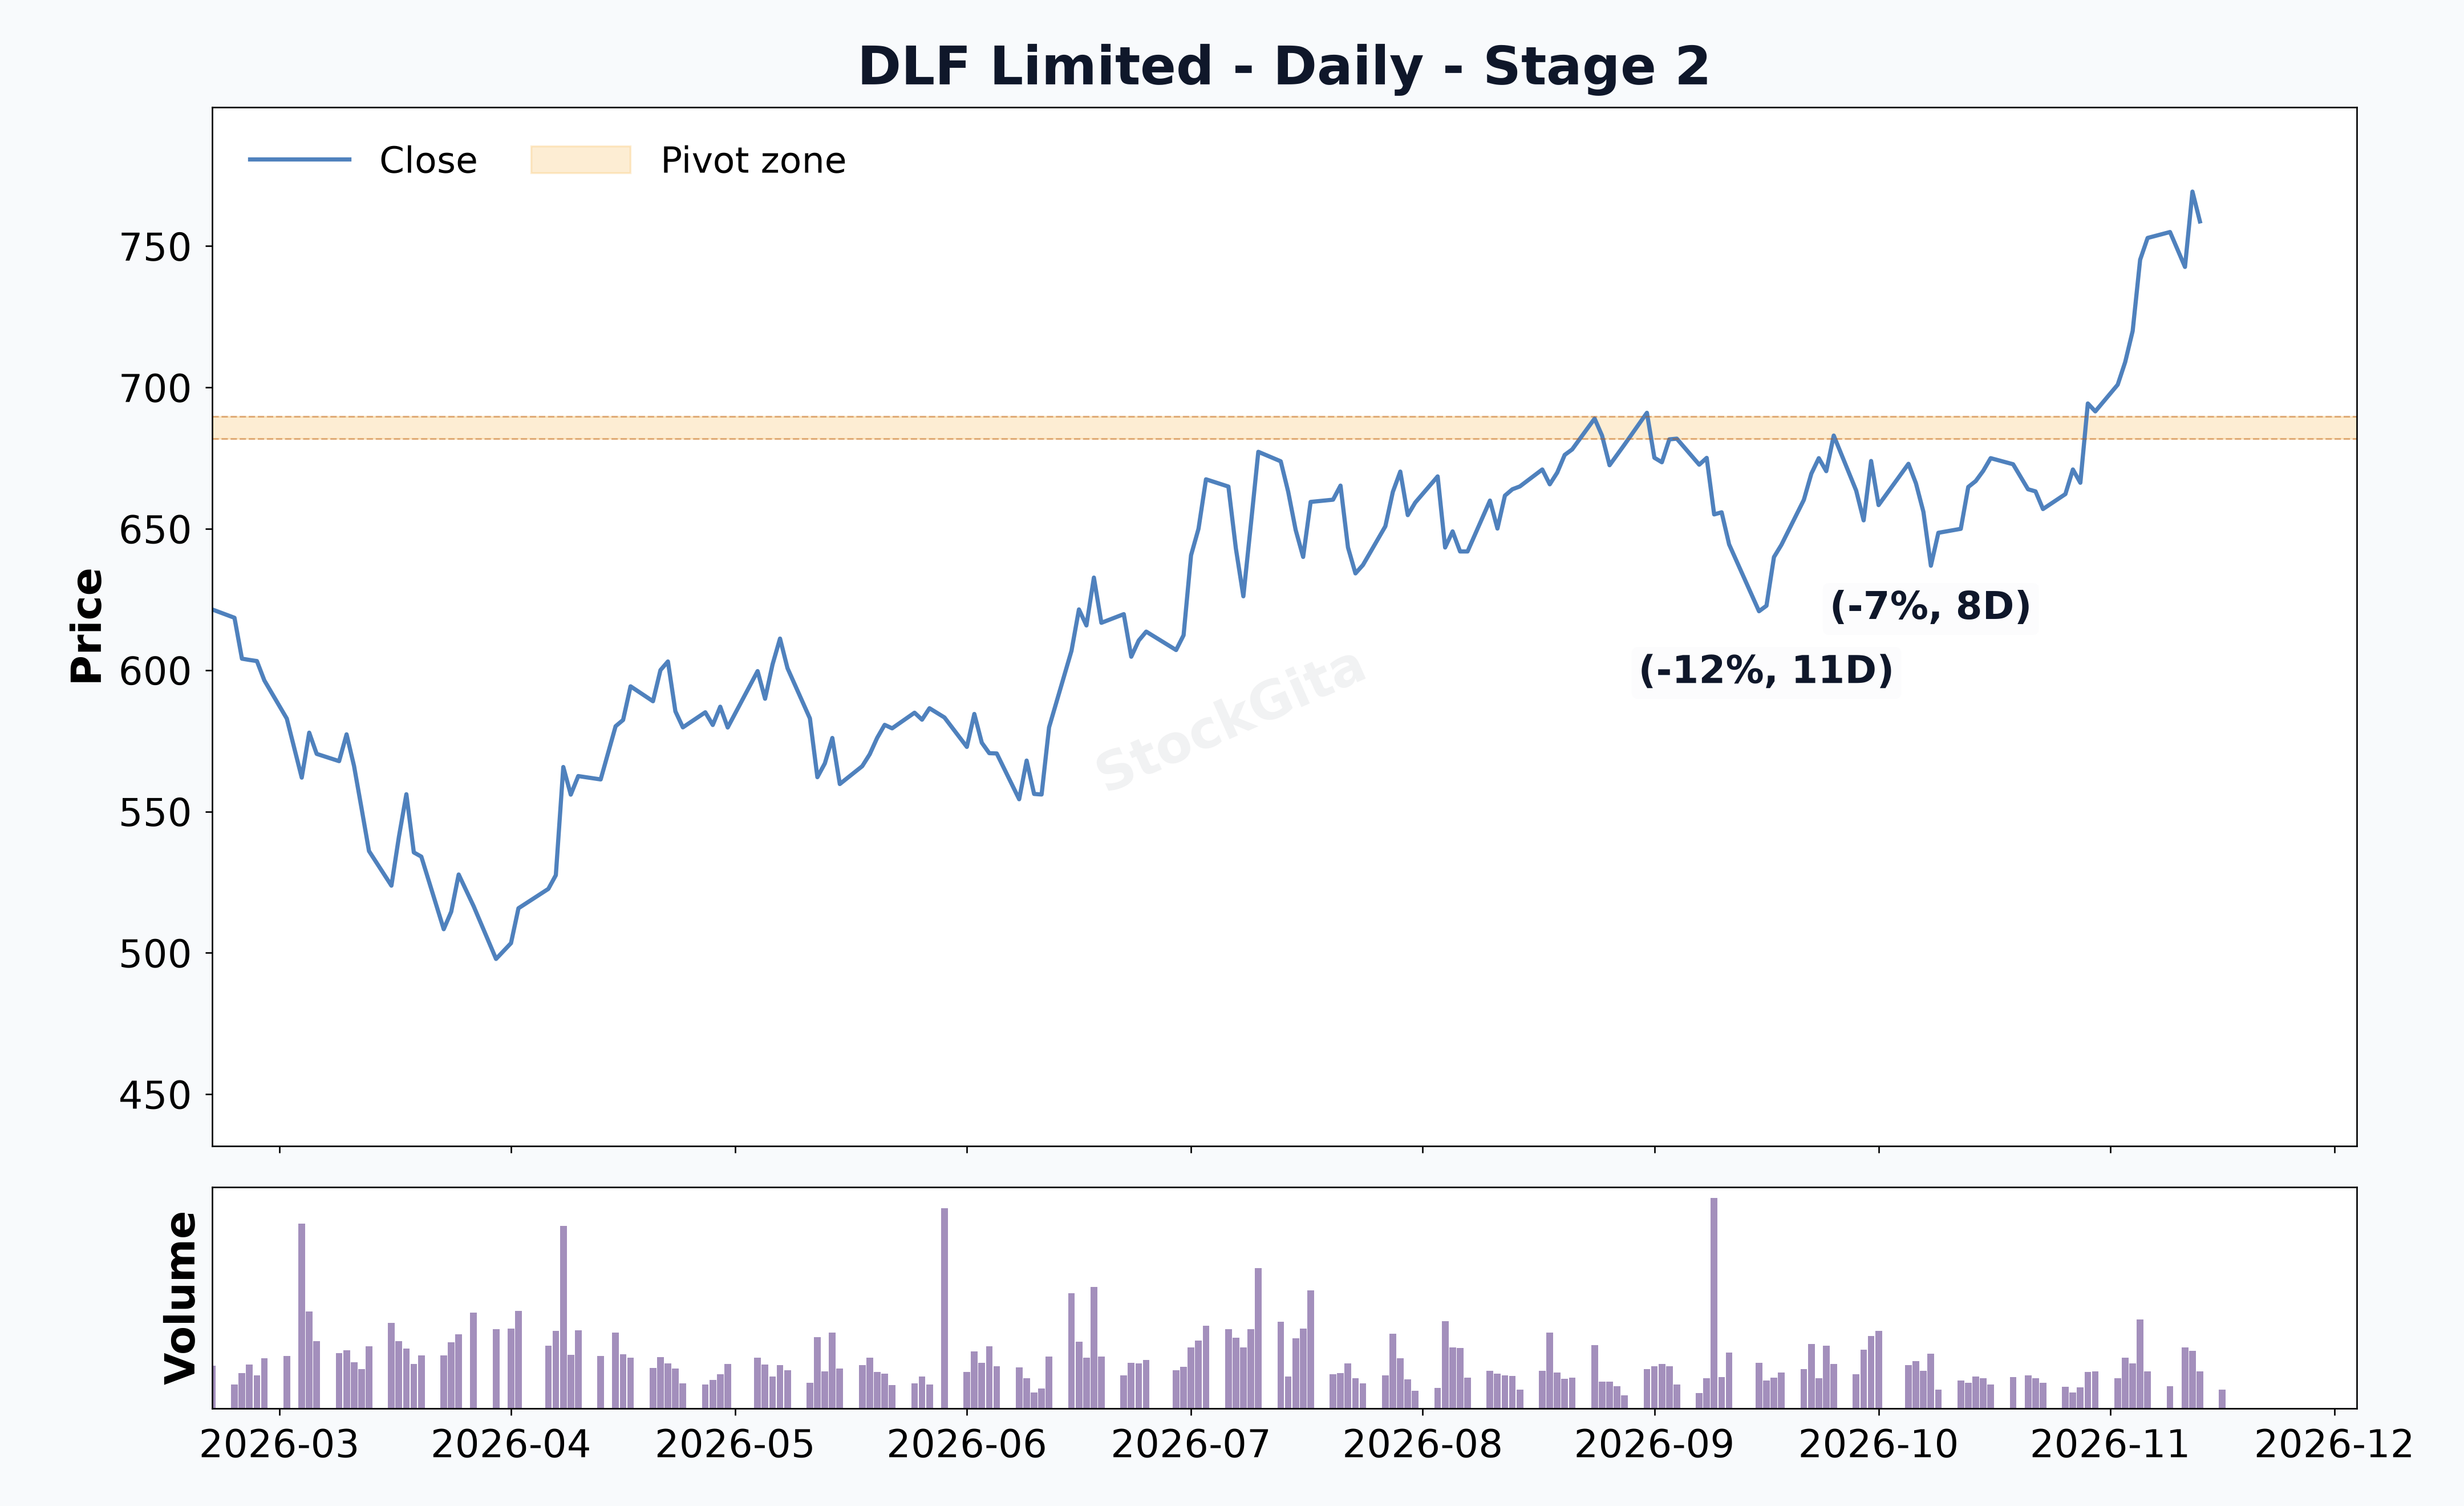 DLF Limited - Daily - Stage 2
Close
Pivot zone
Price
750
700
650
600
550
500
450
(-7%, 8D)
(-12%, 11D)
StockGita
Volume
2026-03
2026-04
2026-05
2026-06
2026-07
2026-08
2026-09
2026-10
2026-11
2026-12